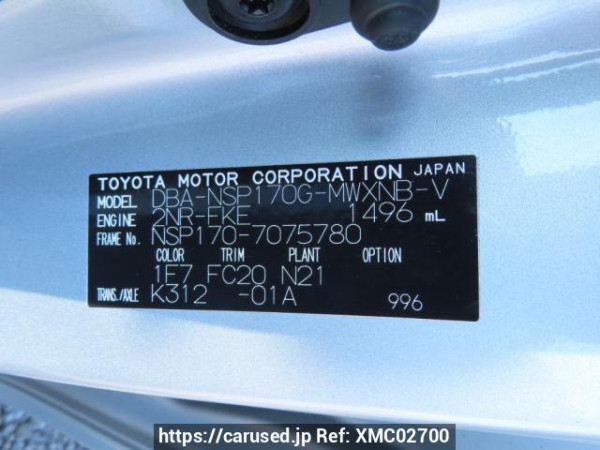 TOYOTA MOTOR CORPORATION JAPAN
MODEL DBA-NSP170G-MWXNB-V
ENGINE 2NR-FKE 1496 mL
FRAME No. NSP170-7075780
COLOR TRIM PLANT OPTION
1F7 FC20 N21
TRANS./AXLE K312 -01A
996
https://carused.jp Ref: XMC02700